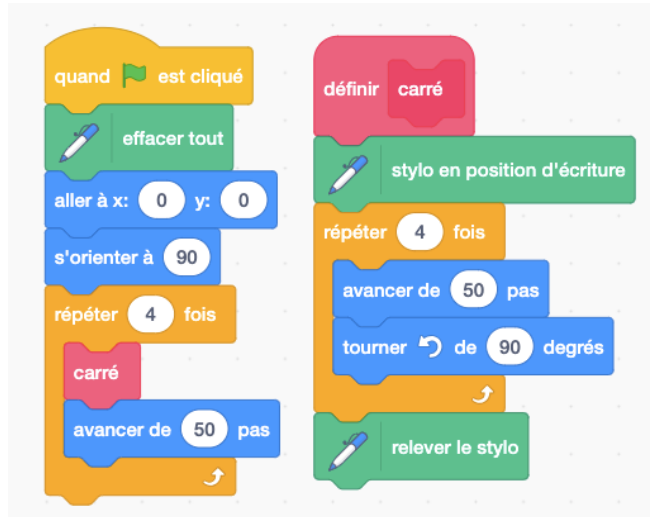 quand est cliqué
effacer tout
aller à x: 0 y: 0
s'orienter à 90
répéter 4 fois
carré
avancer de 50 pas
définir carré
stylo en position d'écriture
répéter 4 fois
avancer de 50 pas
tourner de 90 degrés
relever le stylo